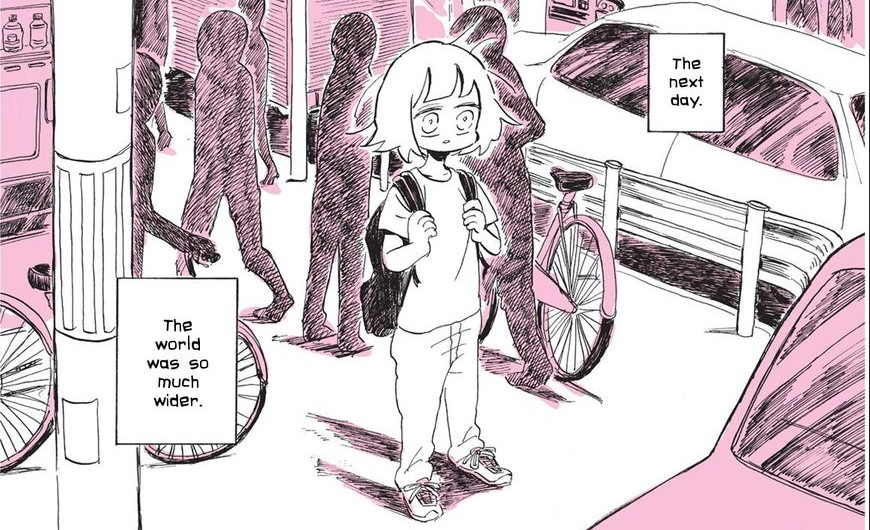 The
next
day.
The
world
was so
much
wider.